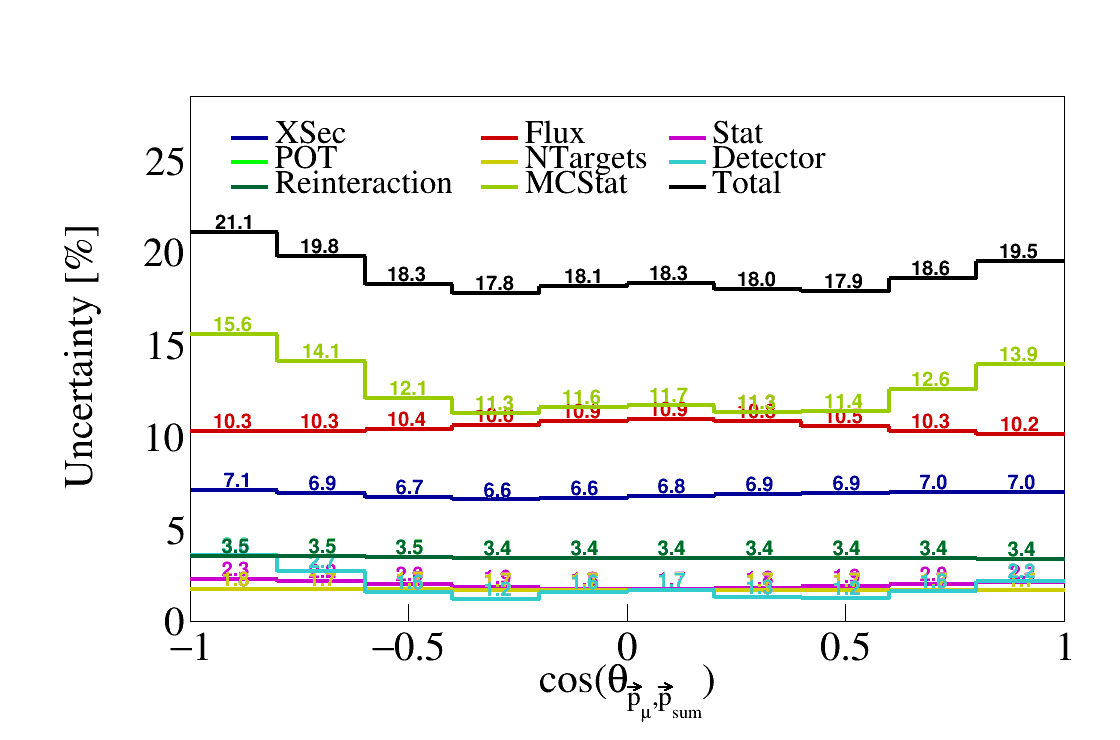 XSec Flux Stat
POT NTargets Detector
Reinteraction MCStat Total
Uncertainty [%]
25
20
15
10
5
0
21.1 19.8 18.3 17.8 18.1 18.3 18.0 17.9 18.6 19.5
15.6 14.1 12.1 11.3 11.6 11.7 11.3 11.4 12.6 13.9
10.3 10.3 10.4 10.9 10.9 10.5 10.3 10.2
7.1 6.9 6.7 6.6 6.6 6.8 6.9 6.9 7.0 7.0
3.5 3.5 3.5 3.4 3.4 3.4 3.4 3.4 3.4 3.4
2.3 2.0 2.0
1.8 1.7 1.2 1.7
−1 −0.5 0 0.5 1
cos(θp⃗μ,p⃗sum)